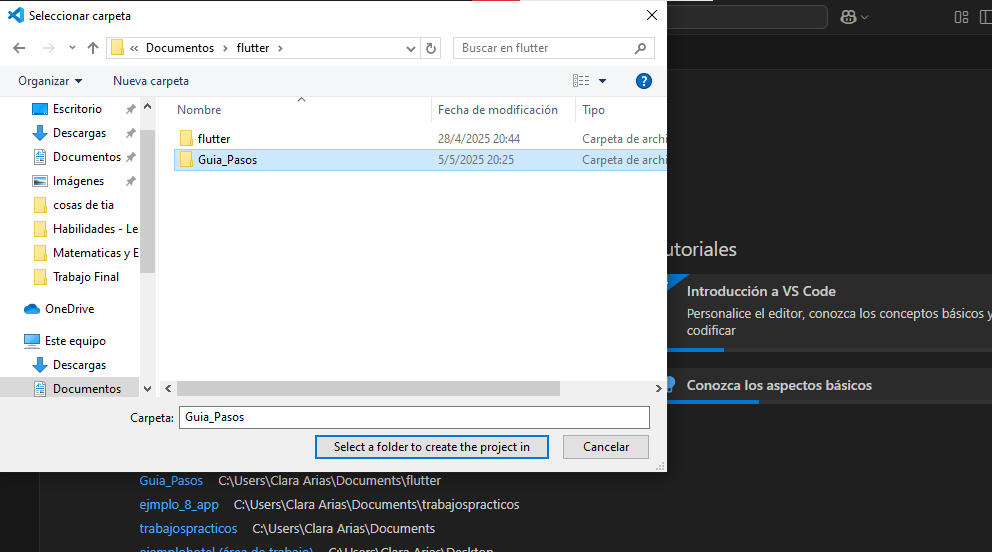 Seleccionar carpeta
« Documentos > flutter >
Buscar en flutter
Organizar
Nueva carpeta
?
Nombre
Fecha de modificación
Tipo
Escritorio
Descargas
Documentos
Imágenes
cosas de tia
Habilidades - Le
Matematicas y E
Trabajo Final
OneDrive
Este equipo
Descargas
Documentos
flutter 28/4/2025 20:44 Carpeta de archi
Guia_Pasos 5/5/2025 20:25 Carpeta de archi
Carpeta: Guia_Pasos
Select a folder to create the project in
Cancelar
utoriales
Introducción a VS Code
Personalice el editor, conozca los conceptos básicos y
codificar
Conozca los aspectos básicos
Guia_Pasos C:\Users\Clara Arias\Documents\flutter
ejmplo_8_app C:\Users\Clara Arias\Documents\trabajospracticos
trabajospracticos C:\Users\Clara Arias\Documents
ejemplohotel (área de trabajo) C:\Users\Clara Arias\Desktop